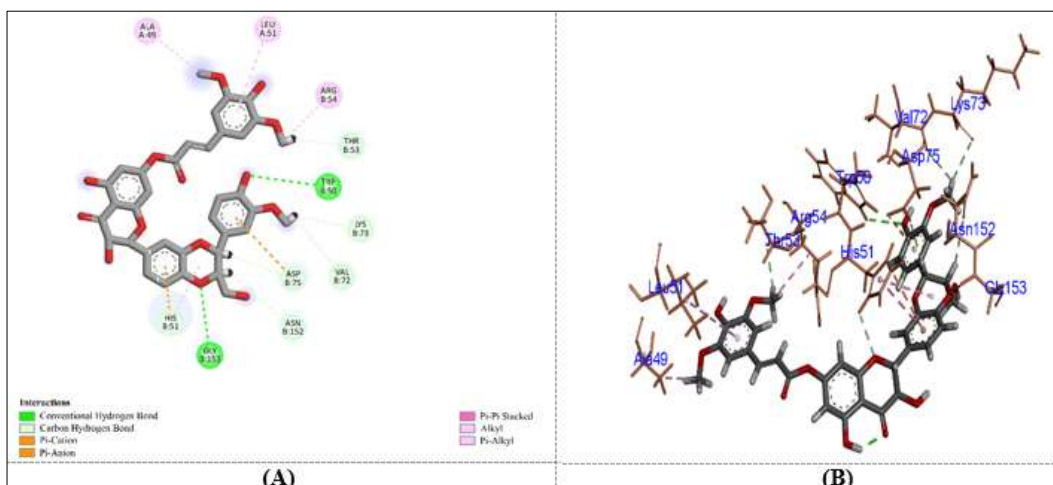 ALA
A:49
LEU
A:51
ARG
B:54
THR
B:53
TRP
B:50
LYS
B:73
ASP
B:75
VAL
B:72
ASN
B:152
HIS
B:51
GLY
B:153
Interactions
Conventional Hydrogen Bond
Carbon Hydrogen Bond
Pi-Cation
Pi-Anion
Pi-Pi Stacked
Alkyl
Pi-Alkyl
(A)
Lys73
Val72
Asp75
Trp50
Arg54
Asn152
Thr53
His51
Gly153
Leu51
Ala49
(B)